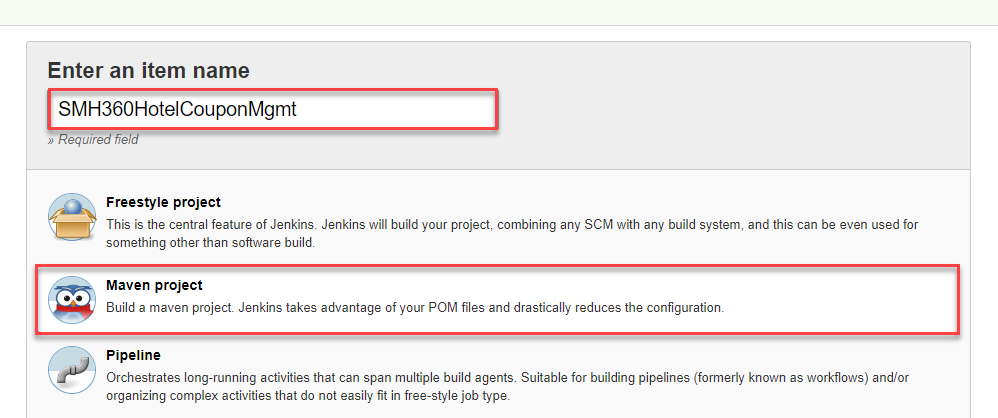 Enter an item name
SMH360HotelCouponMgmt
» Required field
Freestyle project
This is the central feature of Jenkins. Jenkins will build your project, combining any SCM with any build system, and this can be even used for
something other than software build.
Maven project
Build a maven project. Jenkins takes advantage of your POM files and drastically reduces the configuration.
Pipeline
Orchestrates long-running activities that can span multiple build agents. Suitable for building pipelines (formerly known as workflows) and/or
organizing complex activities that do not easily fit in free-style job type.